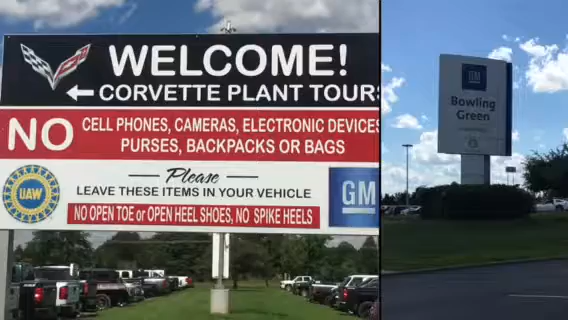 WELCOME!
CORVETTE PLANT TOURS
NO CELL PHONES, CAMERAS, ELECTRONIC DEVICES
PURSES, BACKPACKS OR BAGS
Please
LEAVE THESE ITEMS IN YOUR VEHICLE
NO OPEN TOE or OPEN HEEL SHOES, NO SPIKE HEELS
UAW
GM
GM
Bowling
Green